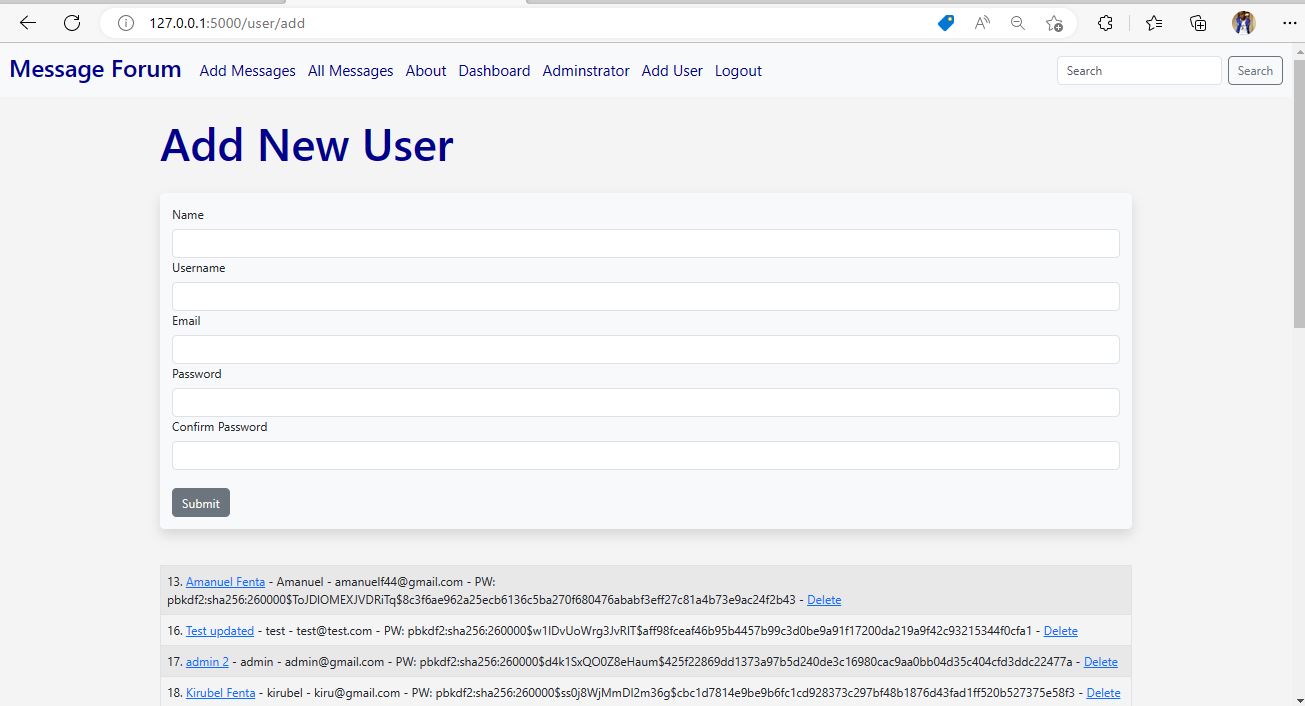 127.0.0.1:5000/user/add
Message Forum Add Messages All Messages About Dashboard Adminstrator Add User Logout Search Search
Add New User
Name
Username
Email
Password
Confirm Password
Submit
13. Amanuel Fenta - Amanuel - amanuelf44@gmail.com - PW:
pbkdf2:sha256:260000$ToJDIOMEXJVDRiTq$8c3f6ae962a25ecb6136c5ba270f680476ababf3eff27c81a4b73e9ac24f2b43 - Delete
16. Test updated - test - test@test.com - PW: pbkdf2:sha256:260000$w1IDvUoWrg3JvRIT$aff98fceaf46b95b4457b99c3d0be9a91f17200da219a9f42c93215344f0cfa1 - Delete
17. admin 2 - admin - admin@gmail.com - PW: pbkdf2:sha256:260000$d4k1SxQO0Z8eHaum$425f22869dd1373a97b5d240de3c16980cac9aa0bb04d35c404cfd3ddc22477a - Delete
18. Kirubel Fenta - kirubel - kiru@gmail.com - PW: pbkdf2:sha256:260000$ss0j8WjMmDI2m36g$cbc1d7814e9be9b6fc1cd928373c297bf48b1876d43fad1ff520b527375e58f3 - Delete